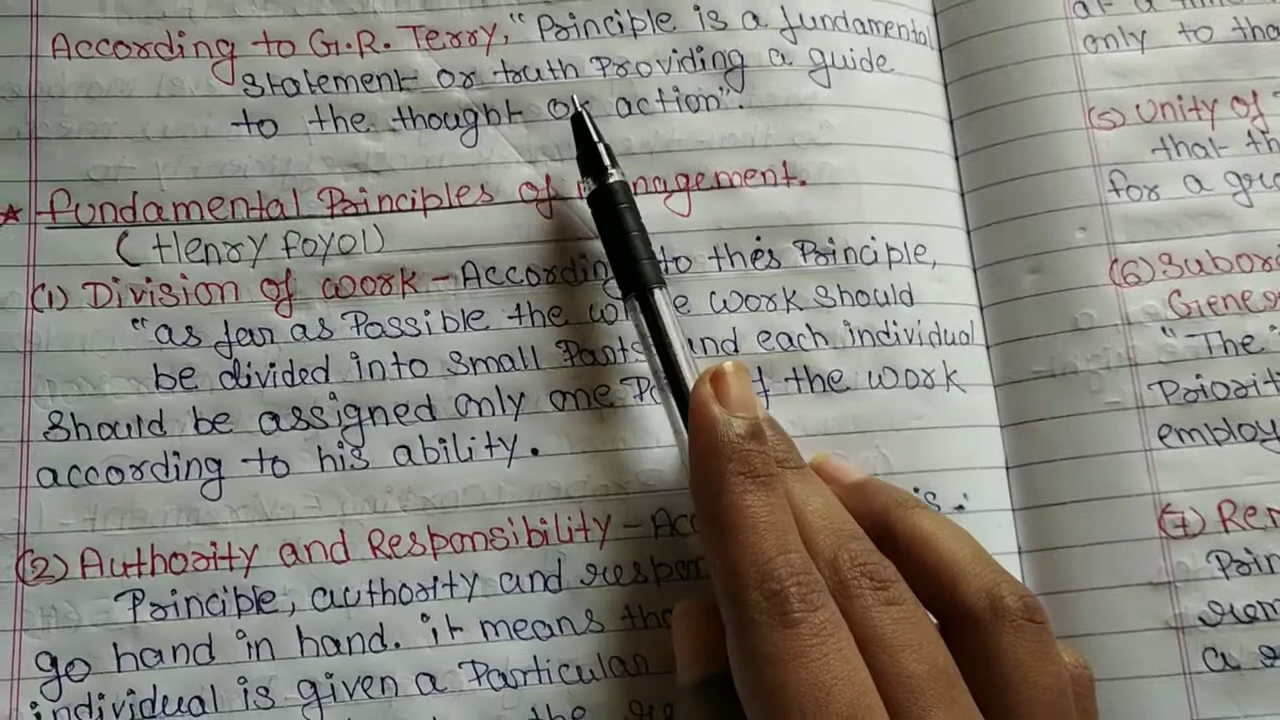 According to G.R. Terry, "Principle is a fundamental
statement or truth Providing a guide
to the thought or action".
★ fundamental Principles of Management.
(Henry foyol)
(1) Division of work - According to this Principle,
"as far as Possible the whole work should
be divided into small Parts and each individual
should be assigned only one Part of the work
according to his ability.
(2) Authority and Responsibility - Acc
Principle, authority and respon
go hand in hand. it means tha
individual is given a Particular
the
only to tha
(5) Unity of
that th
for a gro
(6) Subord
Gener
"The
Priorit
employ
(7) Rem
Prin
rem
a